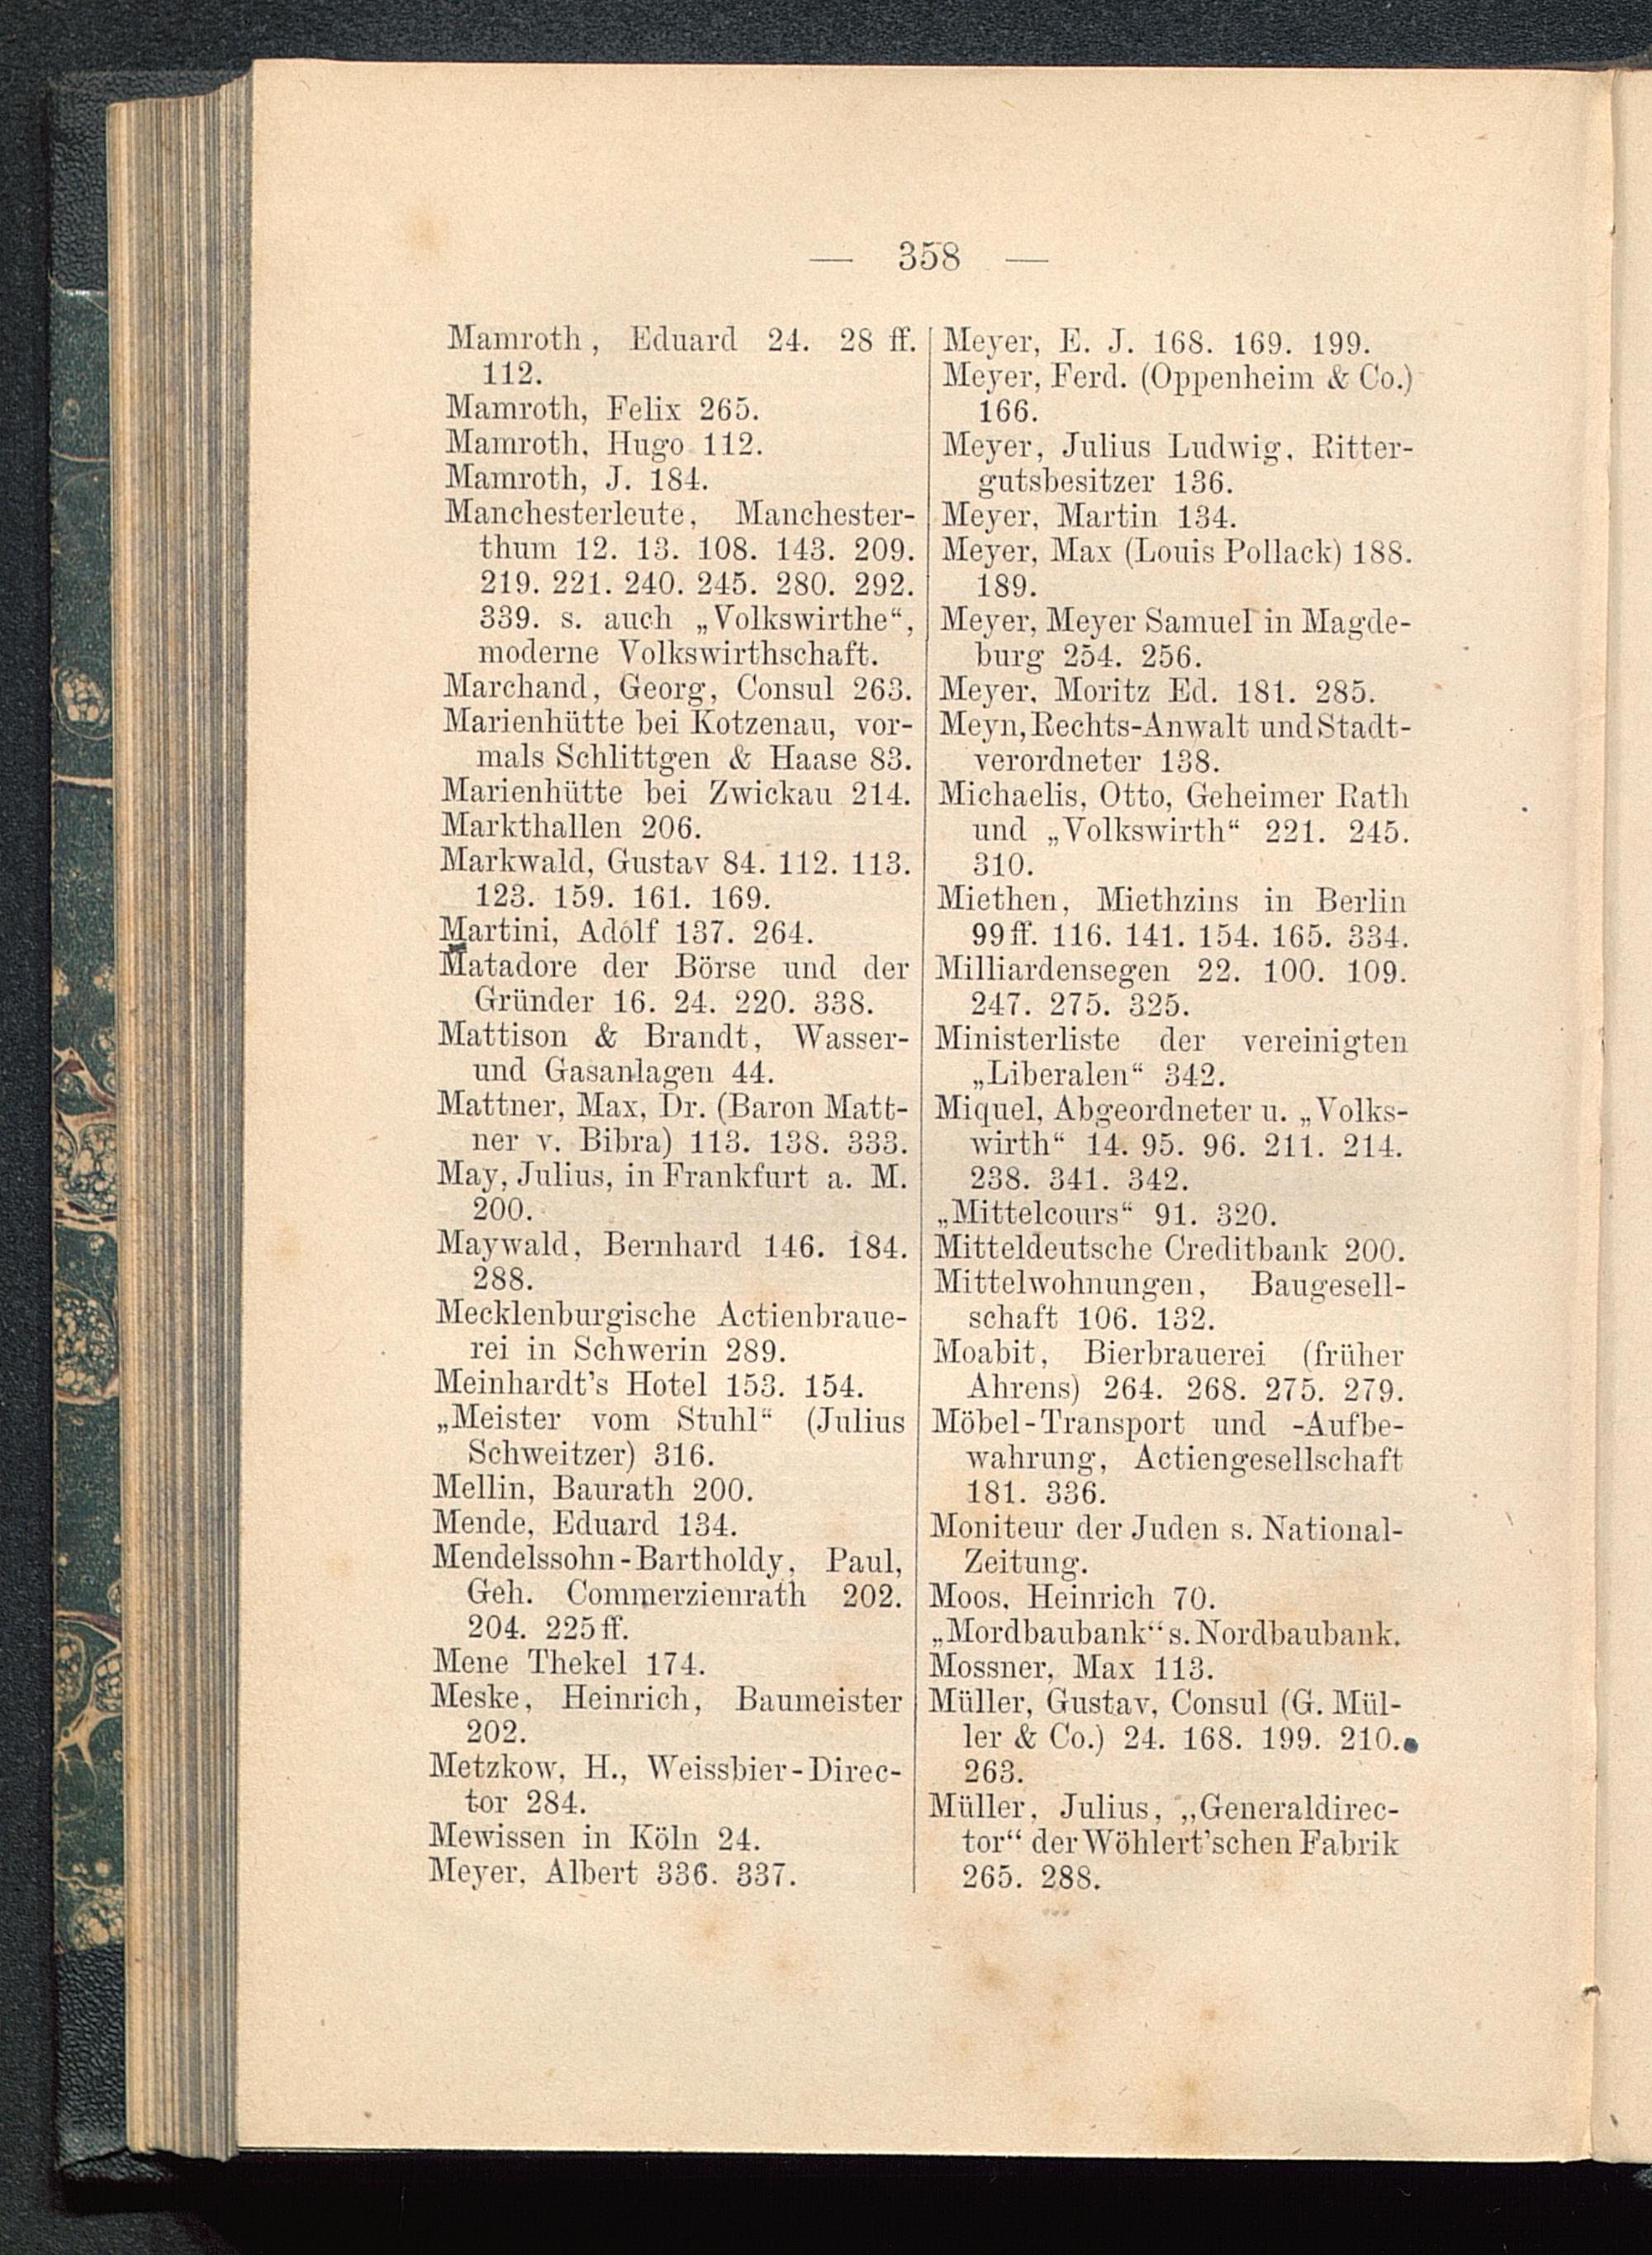 — 358 —
Mamroth, Eduard 24. 28 ff.
112.
Mamroth, Felix 265.
Mamroth, Hugo 112.
Mamroth, J. 184.
Manchesterleute, Manchester-
thum 12. 13. 108. 143. 209.
219. 221. 240. 245. 280. 292.
339. s. auch „Volkswirthe“,
moderne Volkswirthschaft.
Marchand, Georg, Consul 263.
Marienhütte bei Kotzenau, vor-
mals Schlittgen & Haase 83.
Marienhütte bei Zwickau 214.
Markthallen 206.
Markwald, Gustav 84. 112. 113.
123. 159. 161. 169.
Martini, Adolf 137. 264.
Matadore der Börse und der
Gründer 16. 24. 220. 338.
Mattison & Brandt, Wasser-
und Gasanlagen 44.
Mattner, Max, Dr. (Baron Matt-
ner v. Bibra) 113. 138. 333.
May, Julius, in Frankfurt a. M.
200.
Maywald, Bernhard 146. 184.
288.
Mecklenburgische Actienbraue-
rei in Schwerin 289.
Meinhardt's Hotel 153. 154.
„Meister vom Stuhl“ (Julius
Schweitzer) 316.
Mellin, Baurath 200.
Mende, Eduard 134.
Mendelssohn-Bartholdy, Paul,
Geh. Commerzienrath 202.
204. 225 ff.
Mene Thekel 174.
Meske, Heinrich, Baumeister
202.
Metzkow, H., Weissbier-Direc-
tor 284.
Mewissen in Köln 24.
Meyer, Albert 336. 337.
Meyer, E. J. 168. 169. 199.
Meyer, Ferd. (Oppenheim & Co.)
166.
Meyer, Julius Ludwig, Ritter-
gutsbesitzer 136.
Meyer, Martin 134.
Meyer, Max (Louis Pollack) 188.
189.
Meyer, Meyer Samuel in Magde-
burg 254. 256.
Meyer, Moritz Ed. 181. 285.
Meyn, Rechts-Anwalt und Stadt-
verordneter 138.
Michaelis, Otto, Geheimer Rath
und „Volkswirth“ 221. 245.
310.
Miethen, Miethzins in Berlin
99 ff. 116. 141. 154. 165. 334.
Milliardensegen 22. 100. 109.
247. 275. 325.
Ministerliste der vereinigten
„Liberalen“ 342.
Miquel, Abgeordneter u. „Volks-
wirth“ 14. 95. 96. 211. 214.
238. 341. 342.
„Mittelcours“ 91. 320.
Mitteldeutsche Creditbank 200.
Mittelwohnungen, Baugesell-
schaft 106. 132.
Moabit, Bierbrauerei (früher
Ahrens) 264. 268. 275. 279.
Möbel-Transport und -Aufbe-
wahrung, Actiengesellschaft
181. 336.
Moniteur der Juden s. National-
Zeitung.
Moos, Heinrich 70.
„Mordbaubank“ s. Nordbaubank.
Mossner, Max 113.
Müller, Gustav, Consul (G. Mül-
ler & Co.) 24. 168. 199. 210.
263.
Müller, Julius, „Generaldirec-
tor“ der Wöhlert'schen Fabrik
265. 288.